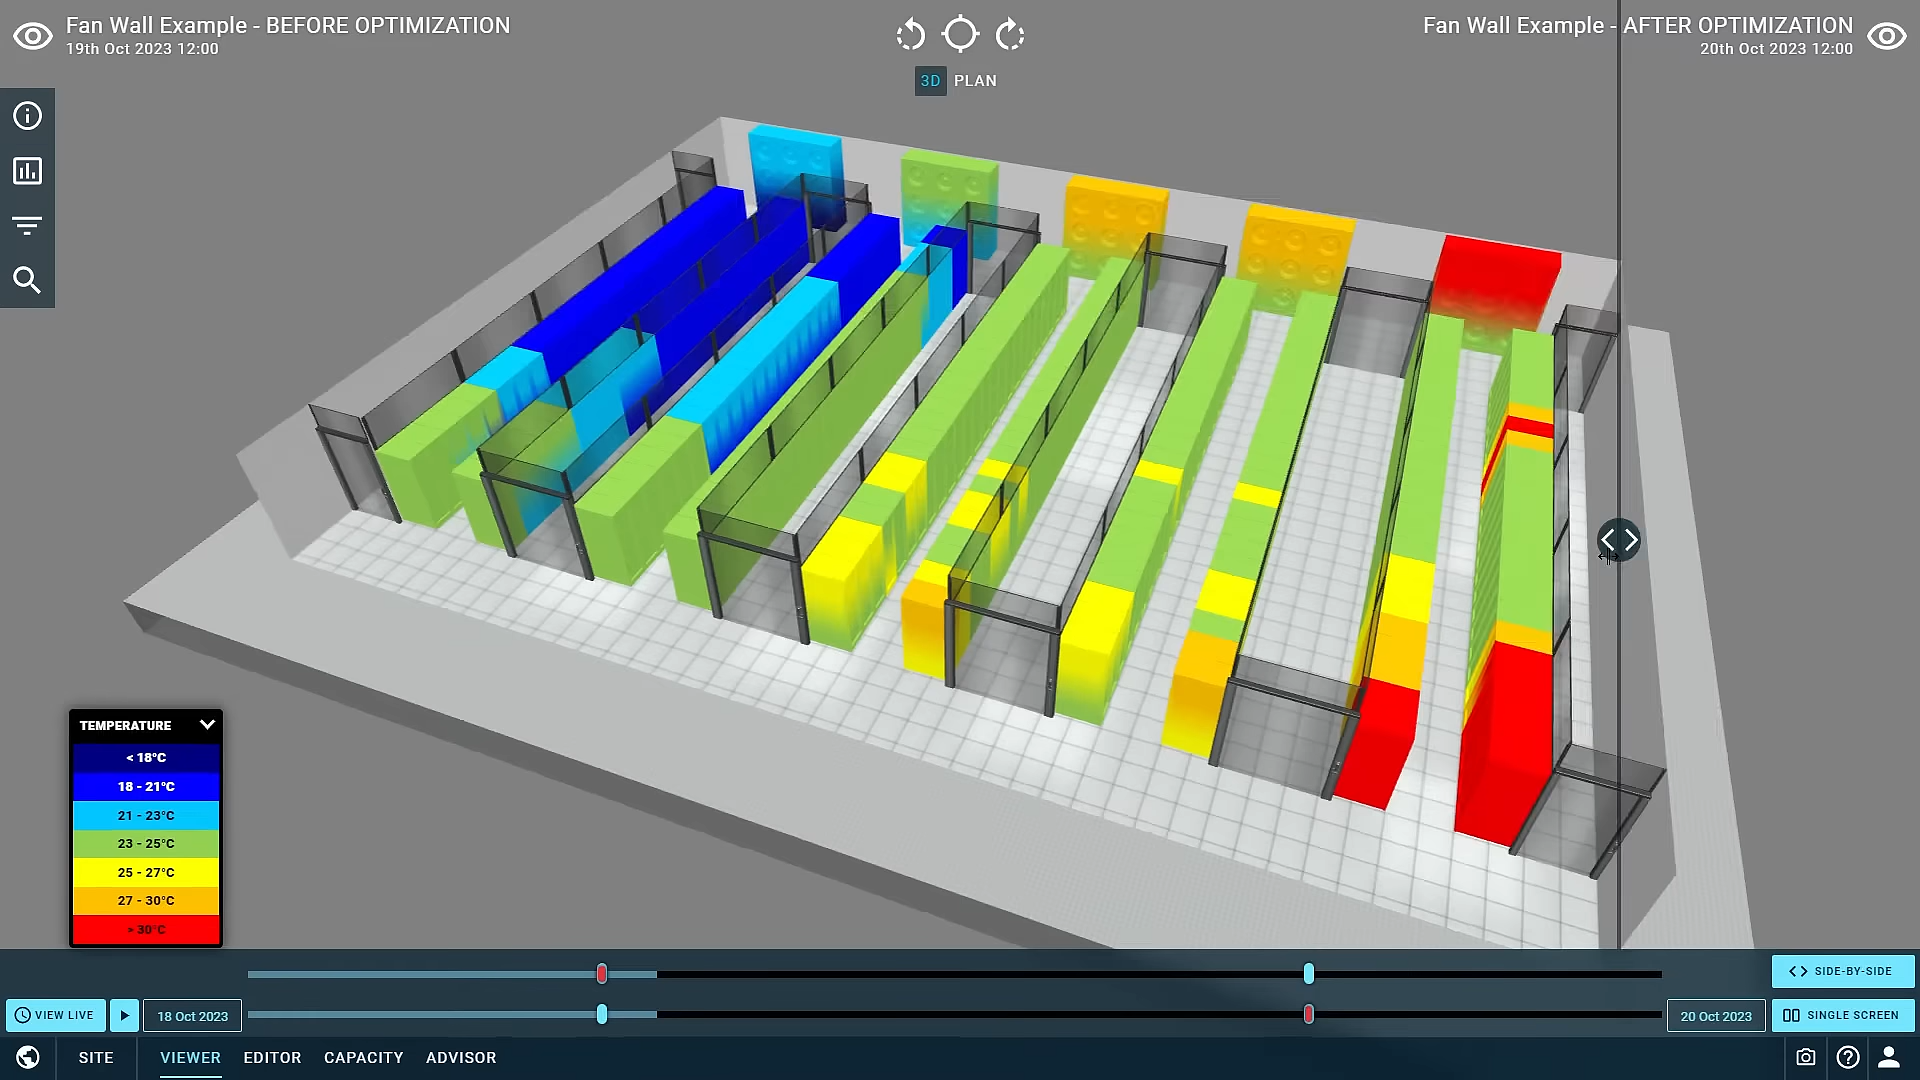 Fan Wall Example - BEFORE OPTIMIZATION
19th Oct 2023 12:00
Fan Wall Example - AFTER OPTIMIZATION
20th Oct 2023 12:00
3D PLAN
TEMPERATURE
< 18°C
18 - 21°C
21 - 23°C
23 - 25°C
25 - 27°C
27 - 30°C
> 30°C
SIDE-BY-SIDE
VIEW LIVE
18 Oct 2023
20 Oct 2023
SINGLE SCREEN
SITE
VIEWER
EDITOR
CAPACITY
ADVISOR